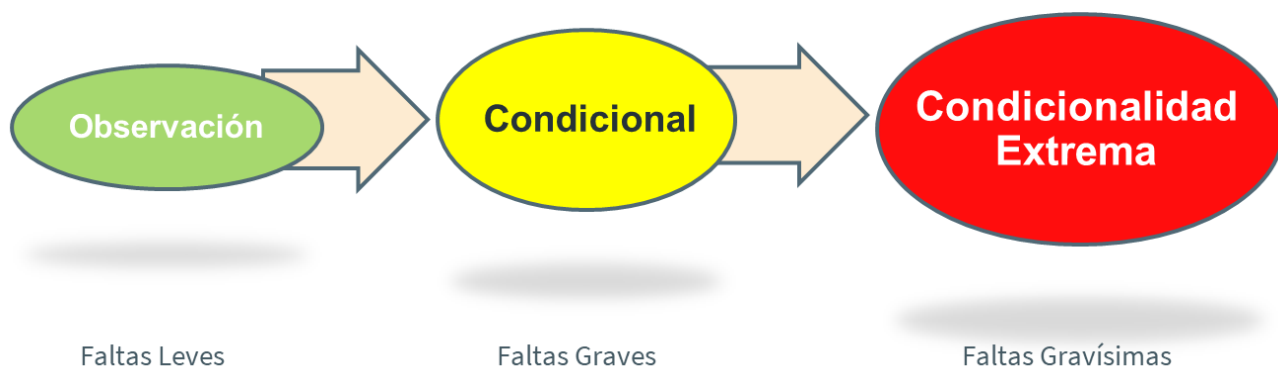 Observación
Condicional
Condicionalidad
Extrema
Faltas Leves
Faltas Graves
Faltas Gravísimas